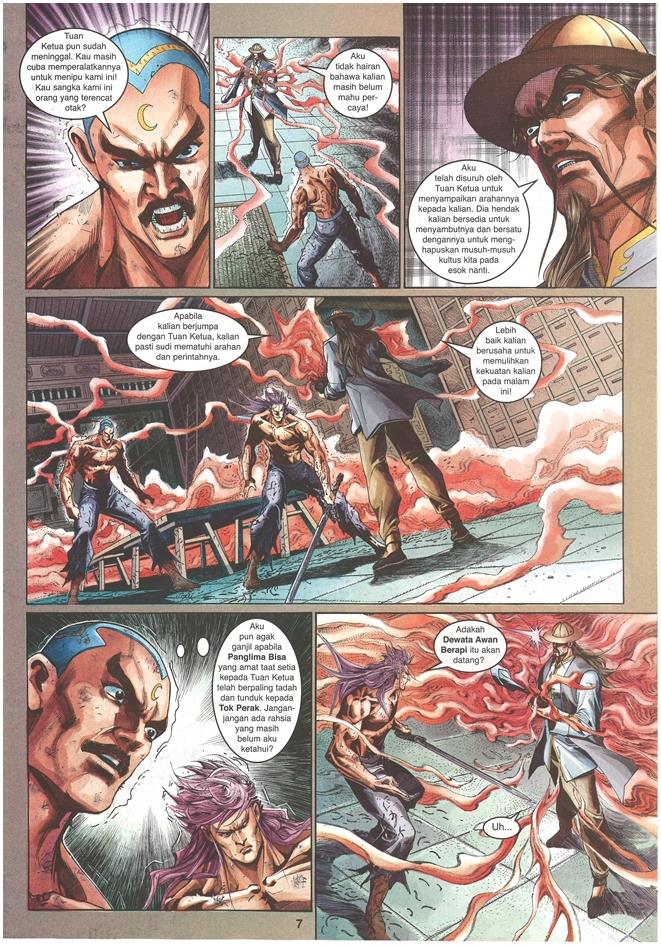 Tuan
Ketua pun sudah
meninggal. Kau masih
cuba memperalatkannya
untuk menipu kami ini!
Kau sangka kami ini
orang yang terencat
otak?
Aku
tidak hairan
bahawa kalian
masih belum
mahu per-
caya!
Aku
telah disuruh oleh
Tuan Ketua untuk
menyampaikan arahannya
kepada kalian. Dia hendak
kalian bersedia untuk
menyambutnya dan bersatu
dengannya untuk meng-
hapuskan musuh-musuh
kultus kita pada
esok nanti.
Apabila
kalian berjumpa
dengan Tuan Ketua, kalian
pasti sudi mematuhi arahan
dan perintahnya.
Lebih
baik kalian
berusaha untuk
memulihkan
kekuatan kalian
pada malam
ini!
Aku
pun agak
ganjil apabila
Panglima Bisa
yang amat taat setia
kepada Tuan Ketua
telah berpaling tadah
dan tunduk kepada
Tok Perak. Jangan-
jangan ada rahsia
yang masih
belum aku
ketahui?
Adakah
Dewata Awan
Berapi itu akan
datang?
Uh...
7